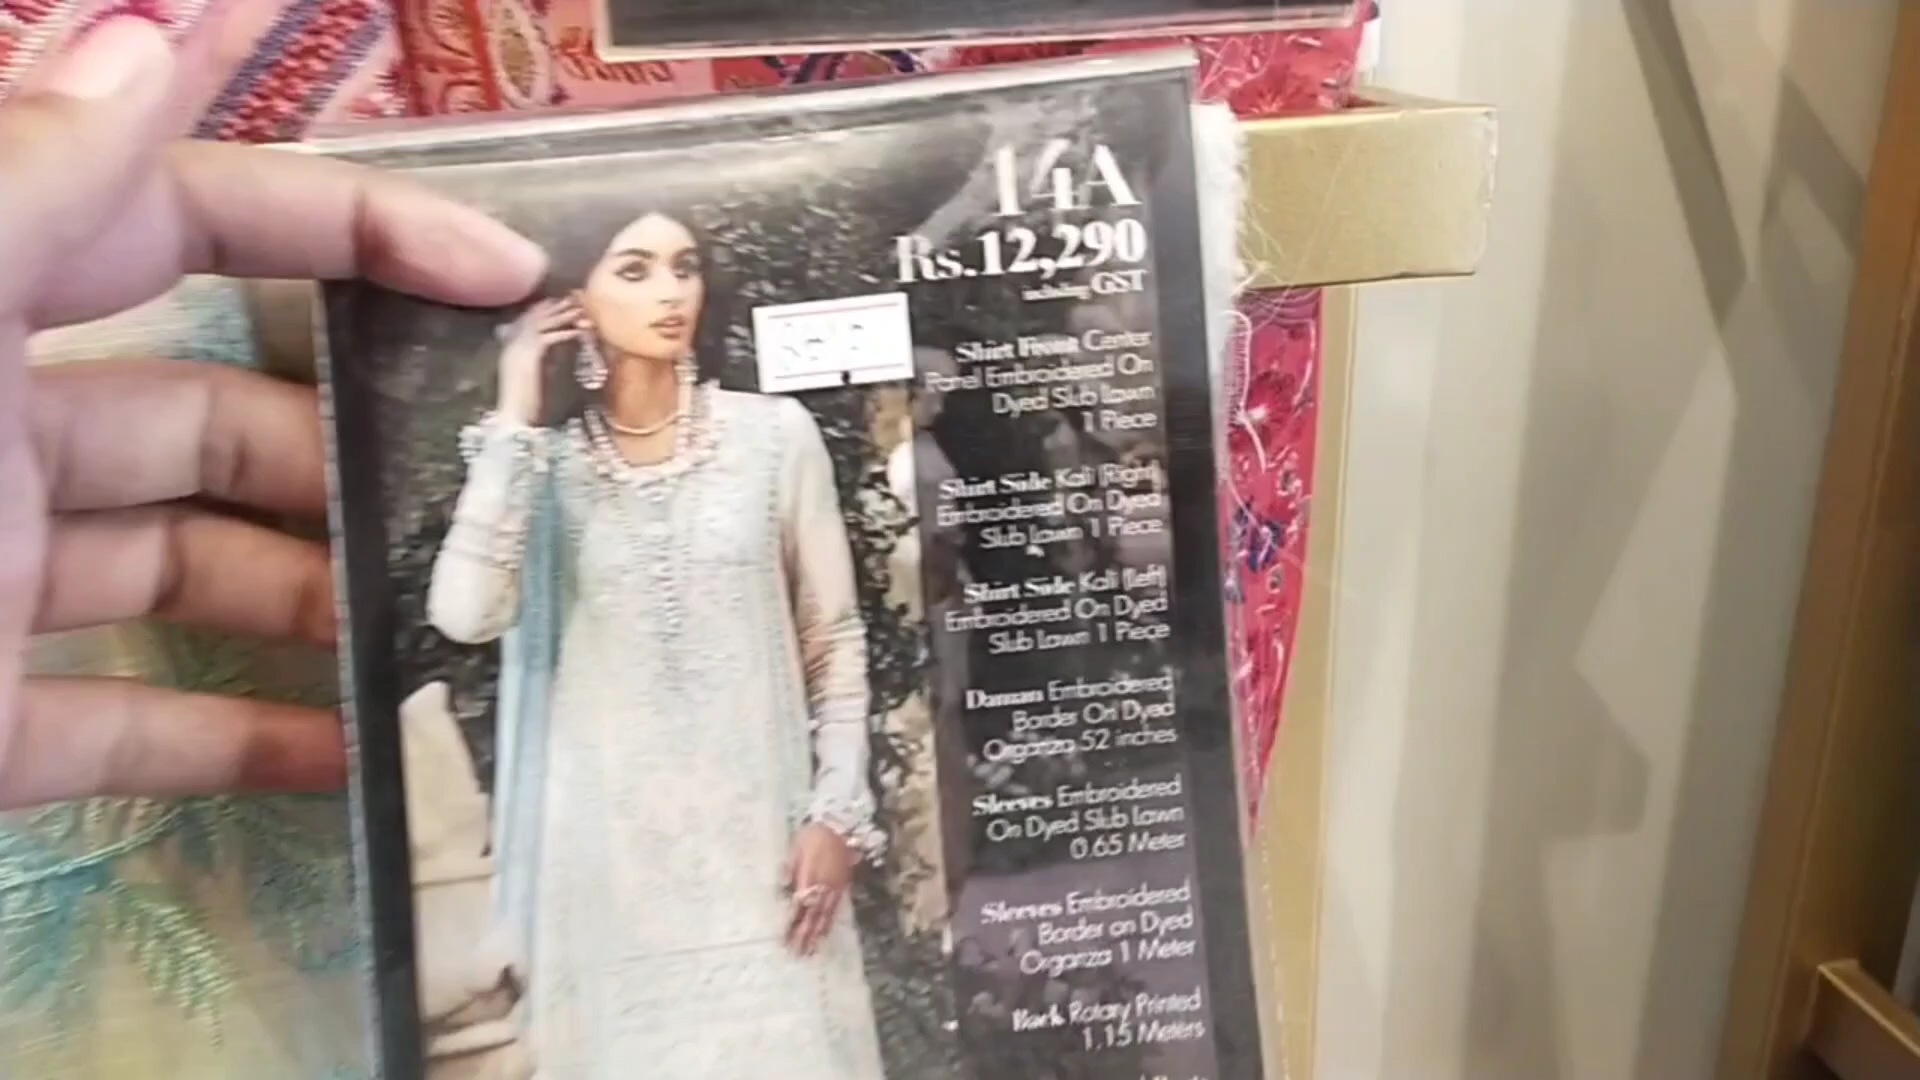 14A
Rs.12,290
including GST
Shirt Front Center
Panel Embroidered On
Dyed Slub Lawn
1 Piece
Shirt Side Kali (Right)
Embroidered On Dyed
Slub Lawn 1 Piece
Shirt Side Kali (Left)
Embroidered On Dyed
Slub Lawn 1 Piece
Daman Embroidered
Border On Dyed
Organza 52 inches
Sleeves Embroidered
On Dyed Slub Lawn
0.65 Meter
Sleeves Embroidered
Border on Dyed
Organza 1 Meter
Back Rotary Printed
1.15 Meters